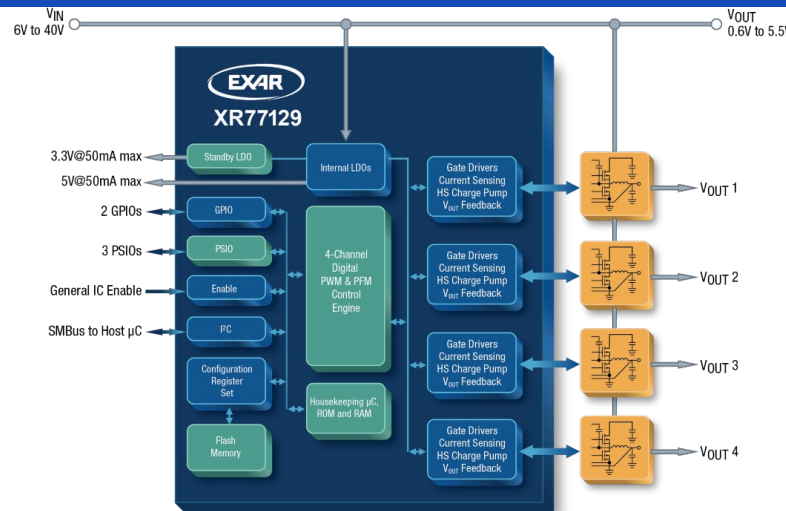 VIN
6V to 40V
VOUT
0.6V to 5.5V
EXAR
XR77129
3.3V@50mA max
Standby LDO
Internal LDOs
5V@50mA max
2 GPIOs
GPIO
3 PSIOs
PSIO
General IC Enable
Enable
SMBus to Host µC
I²C
Configuration
Register
Set
Flash
Memory
4-Channel
Digital
PWM & PFM
Control
Engine
Housekeeping µC,
ROM and RAM
Gate Drivers
Current Sensing
HS Charge Pump
VOUT Feedback
VOUT 1
Gate Drivers
Current Sensing
HS Charge Pump
VOUT Feedback
VOUT 2
Gate Drivers
Current Sensing
HS Charge Pump
VOUT Feedback
VOUT 3
Gate Drivers
Current Sensing
HS Charge Pump
VOUT Feedback
VOUT 4